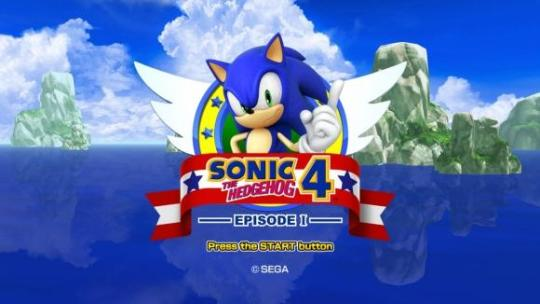 SONIC
THE HEDGEHOG
4
EPISODE I
Press the START button
© SEGA